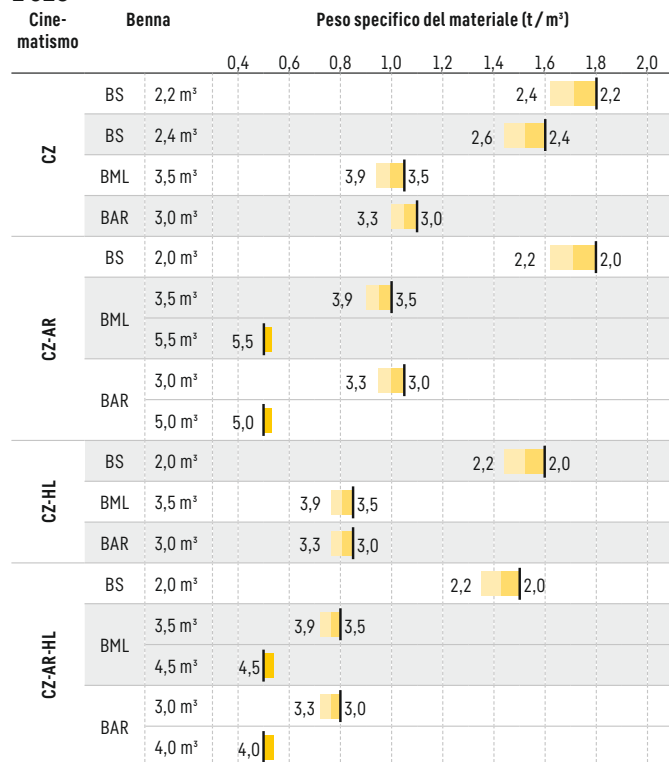 Cine-
matismo
Benna
Peso specifico del materiale (t / m³)
0,4 0,6 0,8 1,0 1,2 1,4 1,6 1,8 2,0
CZ
BS 2,2 m³ 2,4 2,2
BS 2,4 m³ 2,6 2,4
BML 3,5 m³ 3,9 3,5
BAR 3,0 m³ 3,3 3,0
CZ-AR
BS 2,0 m³ 2,2 2,0
BML
3,5 m³ 3,9 3,5
5,5 m³ 5,5
BAR
3,0 m³ 3,3 3,0
5,0 m³ 5,0
CZ-HL
BS 2,0 m³ 2,2 2,0
BML 3,5 m³ 3,9 3,5
BAR 3,0 m³ 3,3 3,0
CZ-AR-HL
BS 2,0 m³ 2,2 2,0
BML
3,5 m³ 3,9 3,5
4,5 m³ 4,5
BAR
3,0 m³ 3,3 3,0
4,0 m³ 4,0